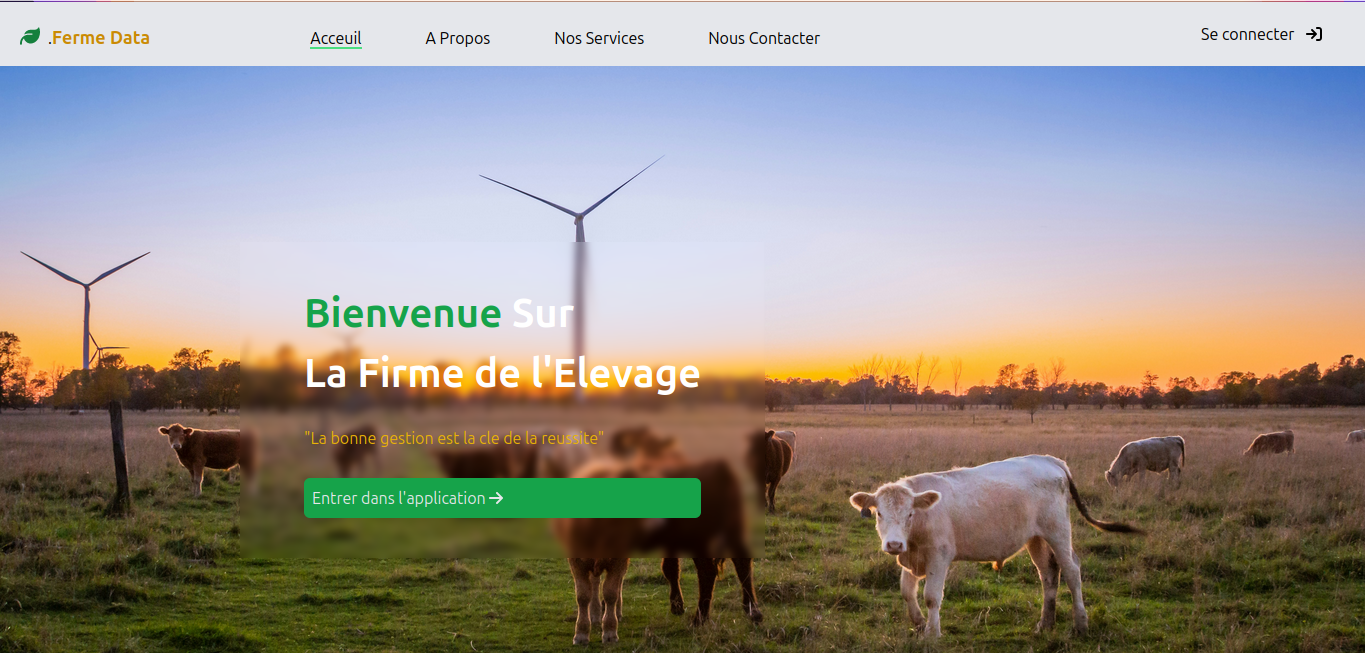 .Ferme Data
Acceuil
A Propos
Nos Services
Nous Contacter
Se connecter
Bienvenue Sur
La Firme de l'Elevage
"La bonne gestion est la cle de la reussite"
Entrer dans l'application